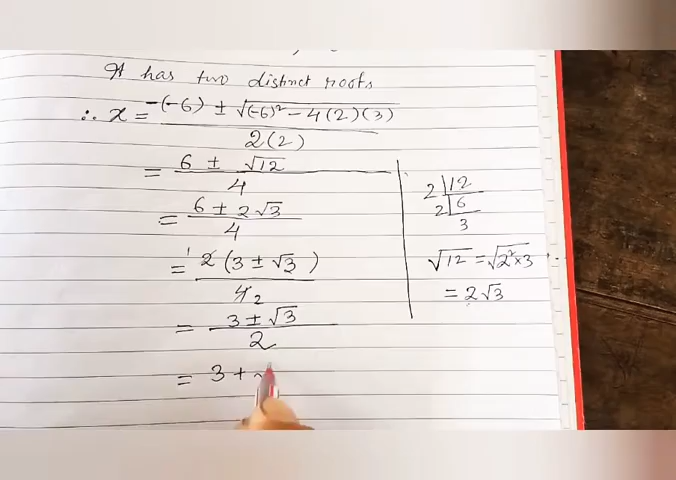 It has two distinct roots
∴ x = -(-6) ± √(-6)² - 4(2)(3)
2(2)
= 6 ± √12
4
= 6 ± 2√3
4
= 2(3 ± √3)
4 2
= 3 ± √3
2
= 3 +
2 12
2 6
3
√12 = √2²×3
= 2√3